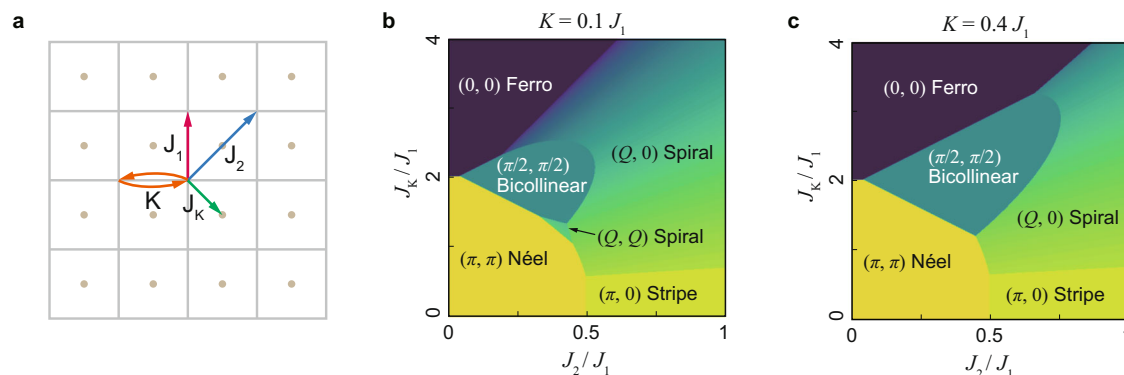 a
J1
J2
K
JK
b
K = 0.1 J1
4
2
0
JK / J1
(0, 0) Ferro
(π/2, π/2)
Bicollinear
(Q, 0) Spiral
(Q, Q) Spiral
(π, π) Néel
(π, 0) Stripe
0
0.5
1
J2 / J1
c
K = 0.4 J1
4
2
0
JK / J1
(0, 0) Ferro
(π/2, π/2)
Bicollinear
(Q, 0) Spiral
(π, π) Néel
(π, 0) Stripe
0
0.5
1
J2 / J1